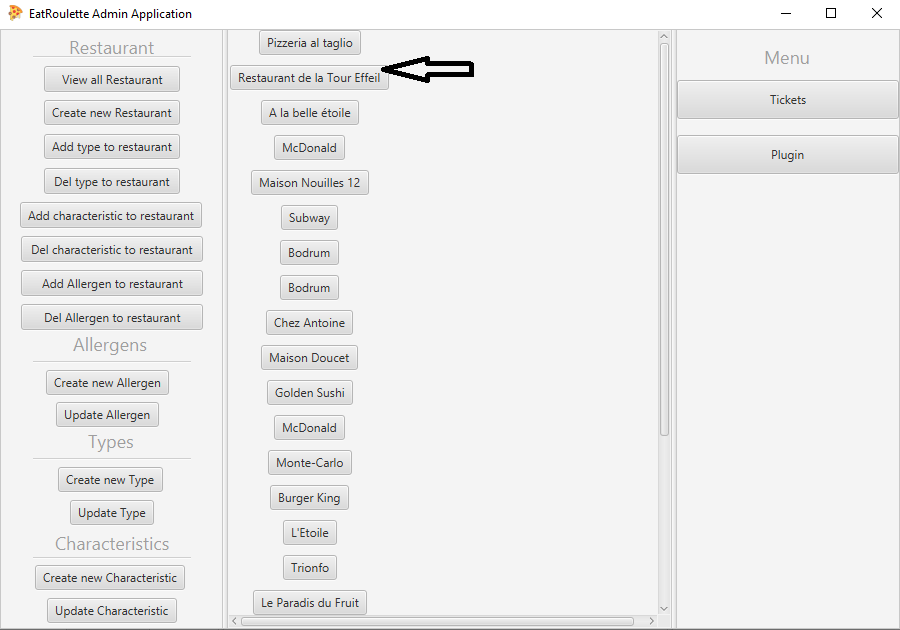 EatRoulette Admin Application
Restaurant
View all Restaurant
Create new Restaurant
Add type to restaurant
Del type to restaurant
Add characteristic to restaurant
Del characteristic to restaurant
Add Allergen to restaurant
Del Allergen to restaurant
Allergens
Create new Allergen
Update Allergen
Types
Create new Type
Update Type
Characteristics
Create new Characteristic
Update Characteristic
Pizzeria al taglio
Restaurant de la Tour Effeil
A la belle étoile
McDonald
Maison Nouilles 12
Subway
Bodrum
Bodrum
Chez Antoine
Maison Doucet
Golden Sushi
McDonald
Monte-Carlo
Burger King
L'Etoile
Trionfo
Le Paradis du Fruit
Menu
Tickets
Plugin